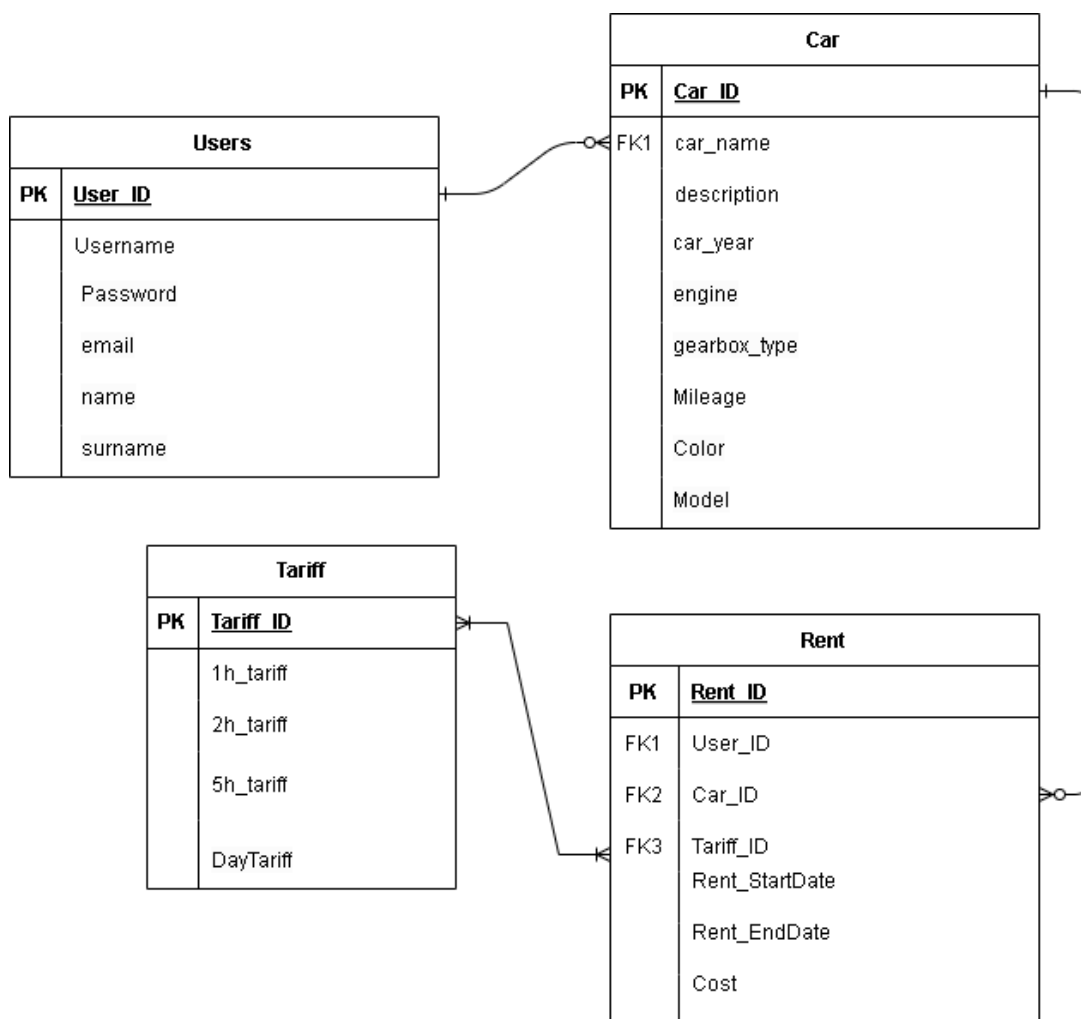 Users
PK User_ID
Username
Password
email
name
surname
Car
PK Car_ID
FK1 car_name
description
car_year
engine
gearbox_type
Mileage
Color
Model
Tariff
PK Tariff_ID
1h_tariff
2h_tariff
5h_tariff
DayTariff
Rent
PK Rent_ID
FK1 User_ID
FK2 Car_ID
FK3 Tariff_ID
Rent_StartDate
Rent_EndDate
Cost